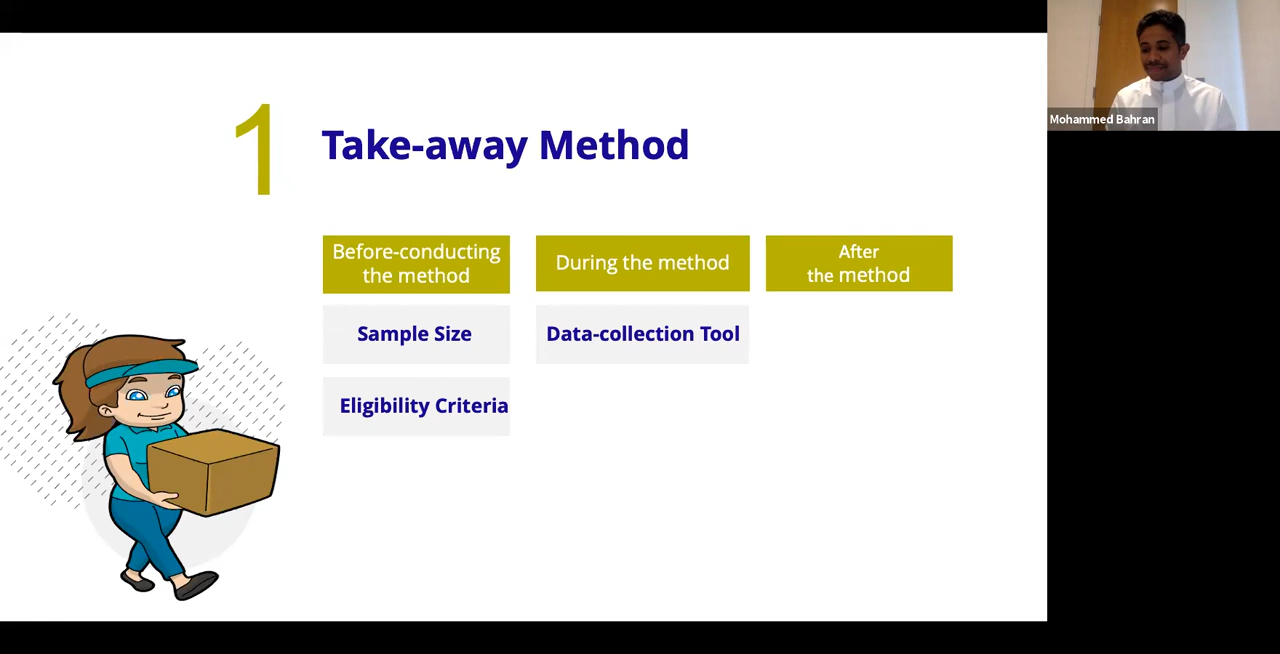 Mohammed Bahran
1
Take-away Method
Before-conducting
the method
During the method
After
the method
Sample Size
Data-collection Tool
Eligibility Criteria